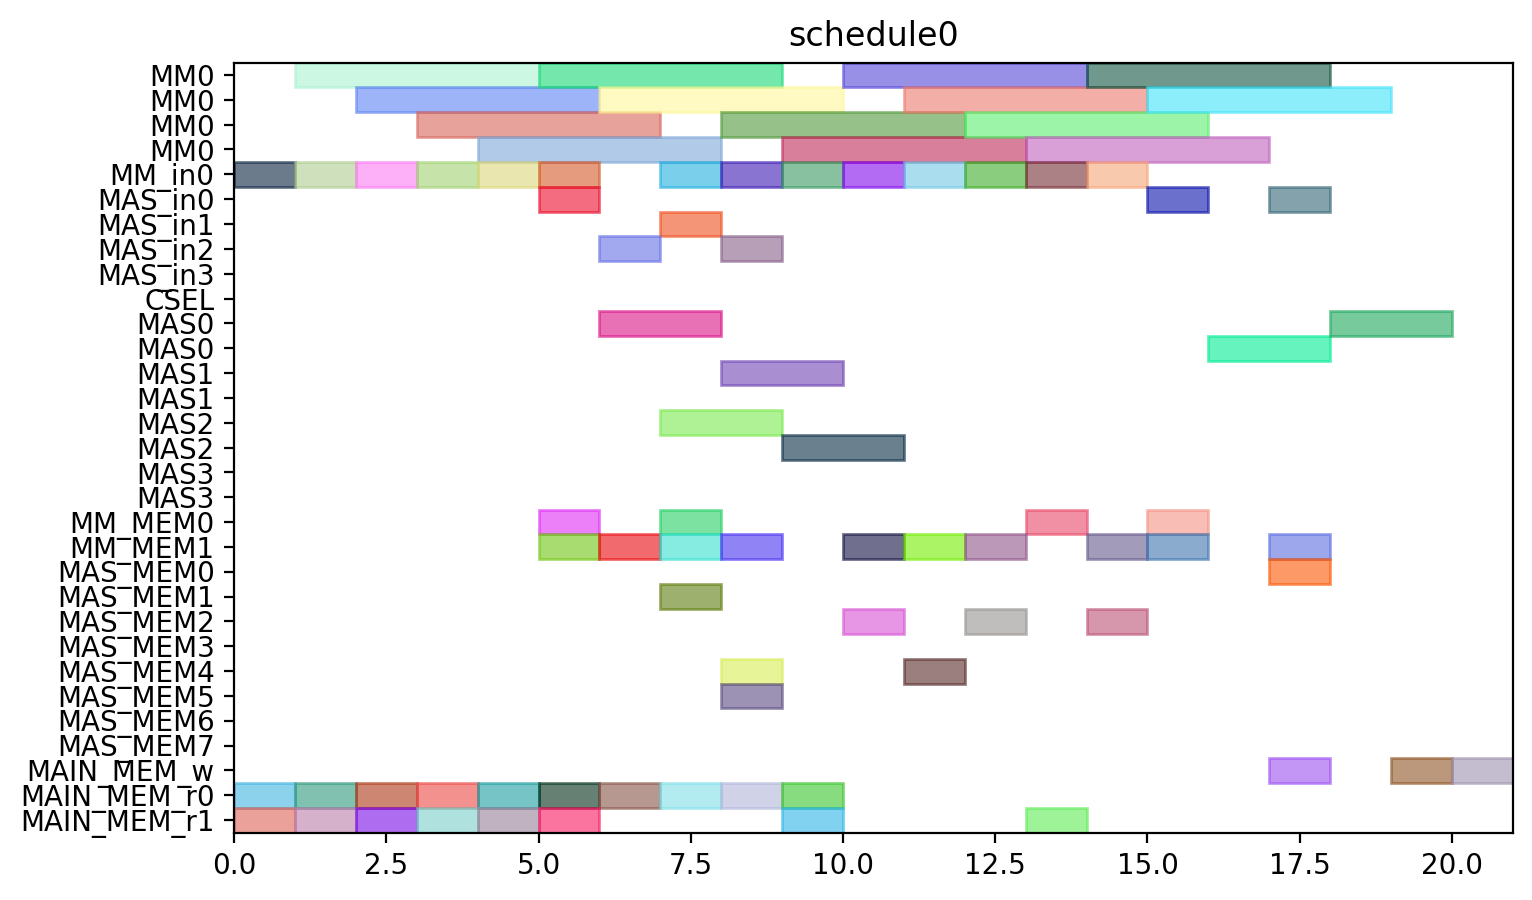 schedule0
MM0
MM0
MM0
MM0
MM_in0
MAS_in0
MAS_in1
MAS_in2
MAS_in3
CSEL
MAS0
MAS0
MAS1
MAS1
MAS2
MAS2
MAS3
MAS3
MM_MEM0
MM_MEM1
MAS_MEM0
MAS_MEM1
MAS_MEM2
MAS_MEM3
MAS_MEM4
MAS_MEM5
MAS_MEM6
MAS_MEM7
MAIN_MEM_w
MAIN_MEM_r0
MAIN_MEM_r1
0.0 2.5 5.0 7.5 10.0 12.5 15.0 17.5 20.0